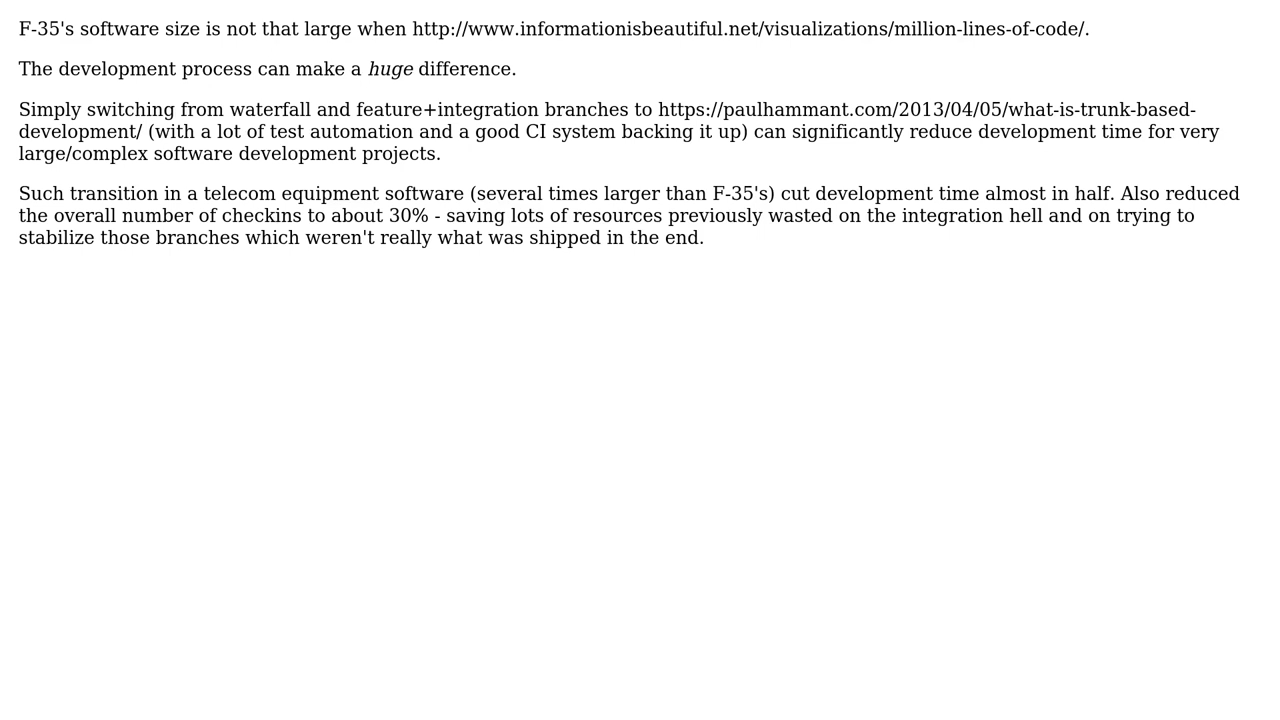 F-35's software size is not that large when http://www.informationisbeautiful.net/visualizations/million-lines-of-code/.
The development process can make a huge difference.
Simply switching from waterfall and feature+integration branches to https://paulhammant.com/2013/04/05/what-is-trunk-based-
development/ (with a lot of test automation and a good CI system backing it up) can significantly reduce development time for very
large/complex software development projects.
Such transition in a telecom equipment software (several times larger than F-35's) cut development time almost in half. Also reduced
the overall number of checkins to about 30% - saving lots of resources previously wasted on the integration hell and on trying to
stabilize those branches which weren't really what was shipped in the end.